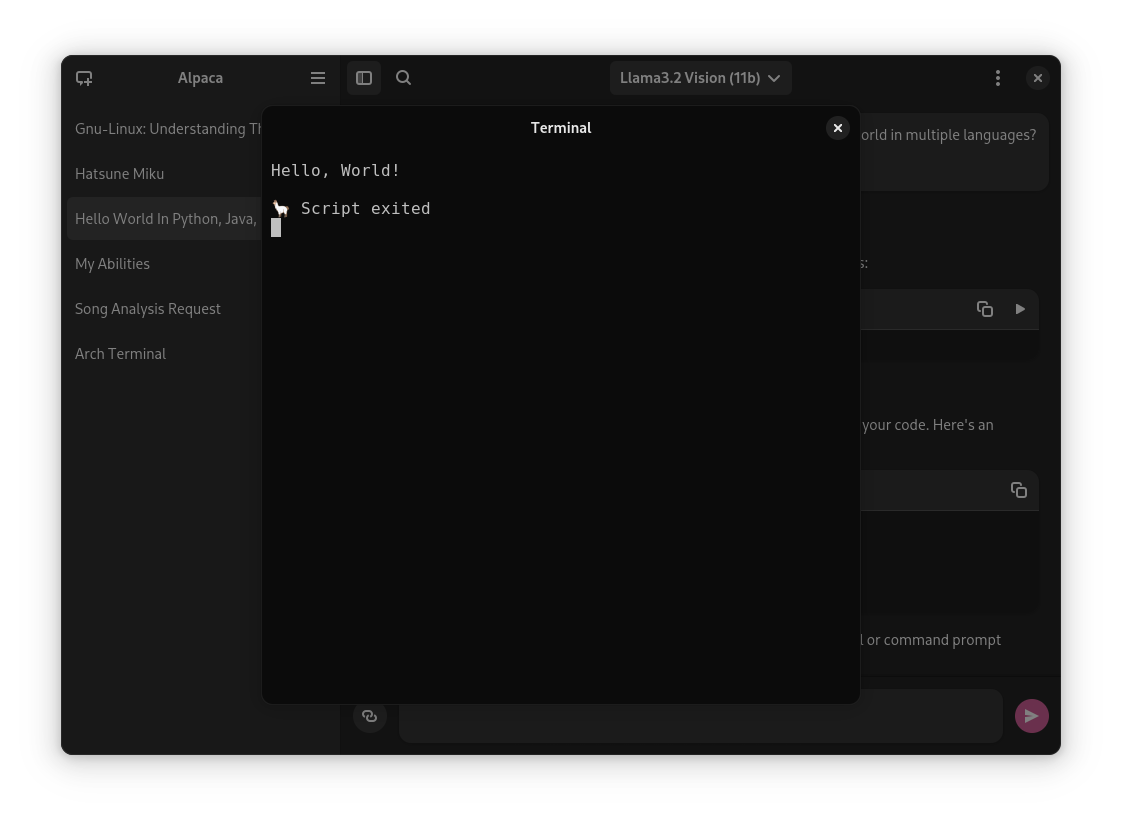 Alpaca
Llama3.2 Vision (11b)
Gnu-Linux: Understanding Th
Hatsune Miku
Hello World In Python, Java,
My Abilities
Song Analysis Request
Arch Terminal
Terminal
Hello, World!
🦙 Script exited
orld in multiple languages?
s:
your code. Here's an
l or command prompt